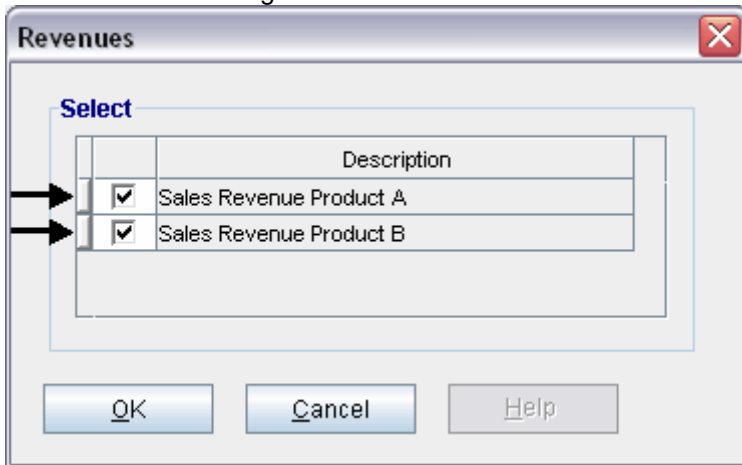 Revenues
Select
Description
Sales Revenue Product A
Sales Revenue Product B
OK Cancel Help